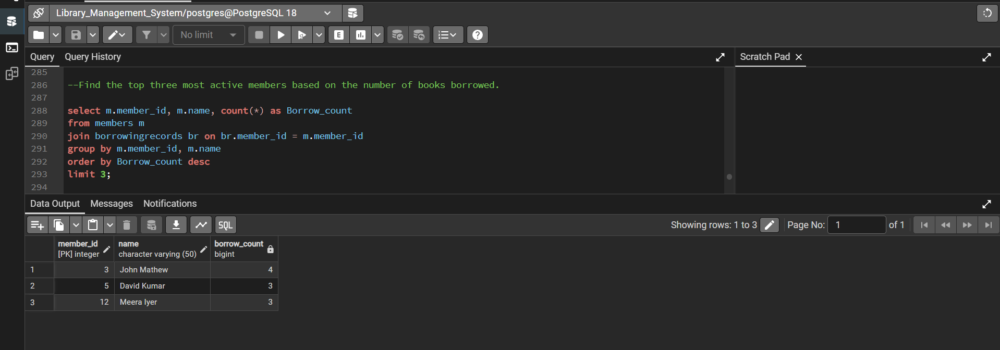 Library_Management_System/postgres@PostgreSQL 18
No limit
E
Query Query History
Scratch Pad
285
286 --Find the top three most active members based on the number of books borrowed.
287
288 select m.member_id, m.name, count(*) as Borrow_count
289 from members m
290 join borrowingrecords br on br.member_id = m.member_id
291 group by m.member_id, m.name
292 order by Borrow_count desc
293 limit 3;
294
Data Output Messages Notifications
SQL
Showing rows: 1 to 3 Page No: 1 of 1
member_id name borrow_count
[PK] integer character varying (50) bigint
1 3 John Mathew 4
2 5 David Kumar 3
3 12 Meera Iyer 3